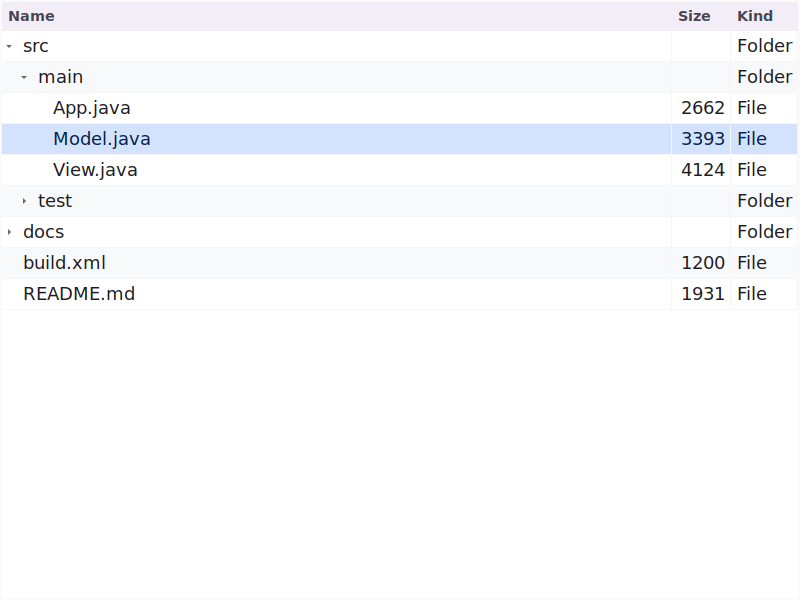 Name Size Kind
src Folder
main Folder
App.java 2662 File
Model.java 3393 File
View.java 4124 File
test Folder
docs Folder
build.xml 1200 File
README.md 1931 File